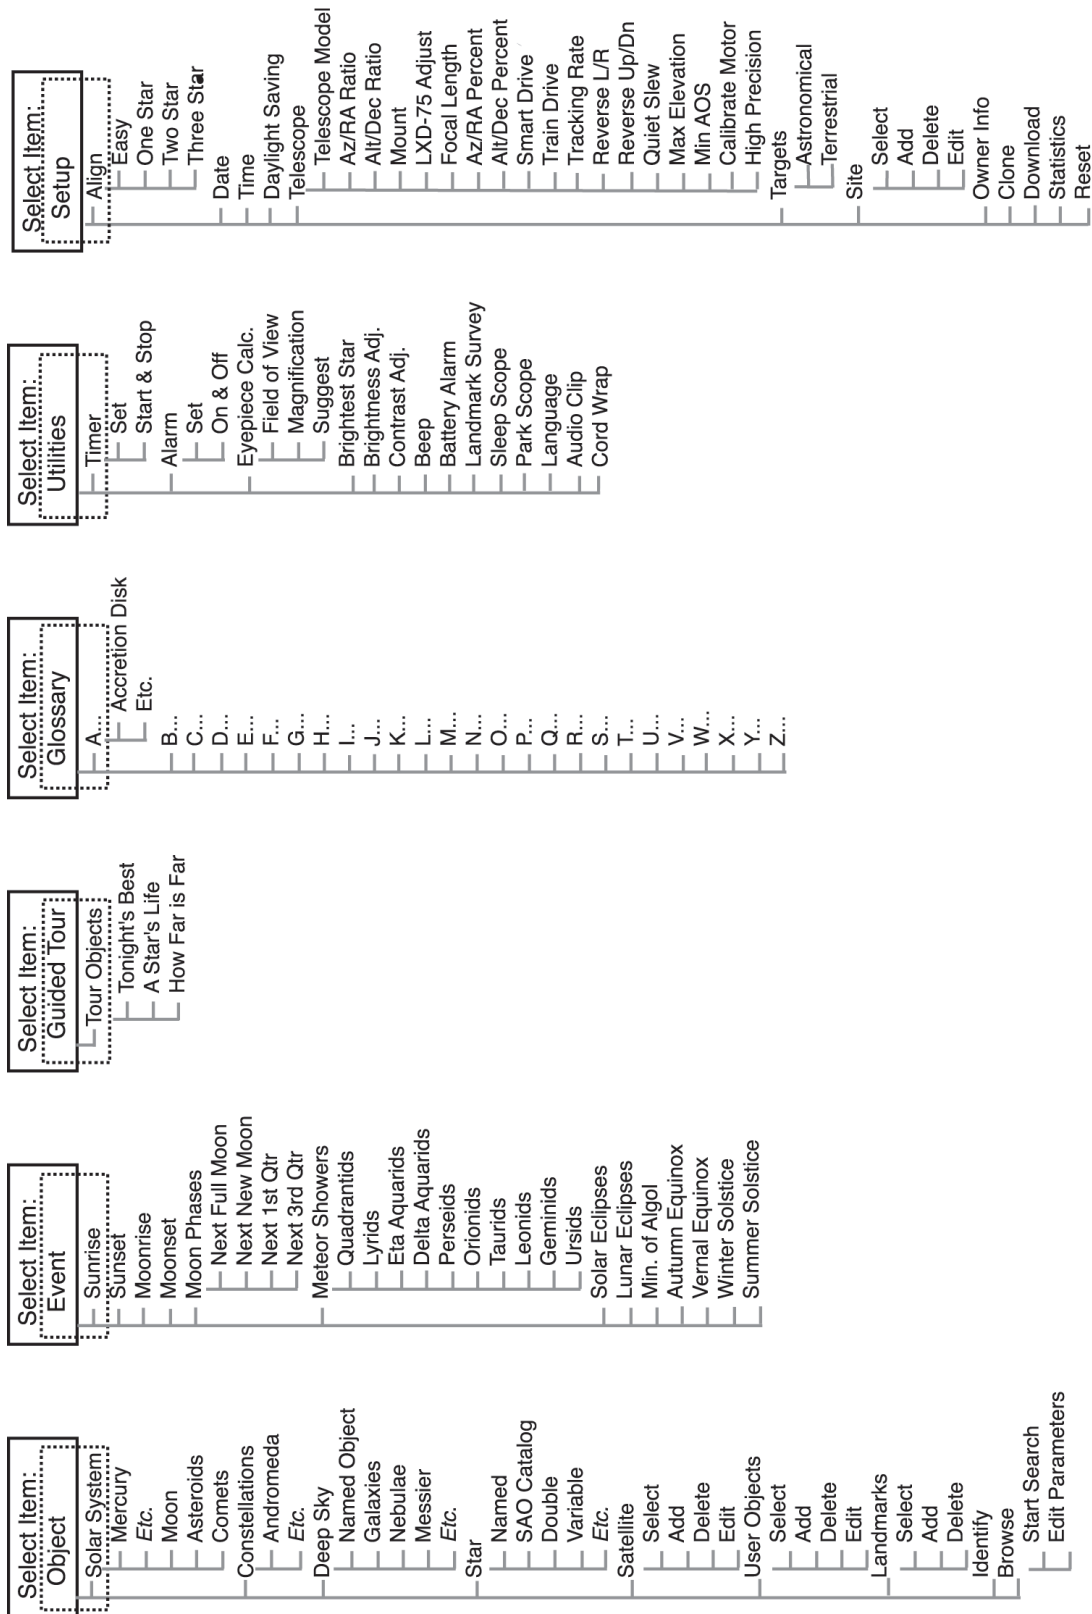 Select Item:
Object
Solar System
Mercury
Etc.
Moon
Asteroids
Comets
Constellations
Andromeda
Etc.
Deep Sky
Named Object
Galaxies
Nebulae
Messier
Etc.
Star
Named
SAO Catalog
Double
Variable
Etc.
Satellite
Select
Add
Delete
Edit
User Objects
Select
Add
Delete
Edit
Landmarks
Select
Add
Delete
Identify
Browse
Start Search
Edit Parameters
Select Item:
Event
Sunrise
Sunset
Moonrise
Moonset
Moon Phases
Next Full Moon
Next New Moon
Next 1st Qtr
Next 3rd Qtr
Meteor Showers
Quadrantids
Lyrids
Eta Aquarids
Delta Aquarids
Perseids
Orionids
Taurids
Leonids
Geminids
Ursids
Solar Eclipses
Lunar Eclipses
Min. of Algol
Autumn Equinox
Vernal Equinox
Winter Solstice
Summer Solstice
Select Item:
Guided Tour
Tour Objects
Tonight's Best
A Star's Life
How Far is Far
Select Item:
Glossary
A...
Accretion Disk
Etc.
B...
C...
D...
E...
F...
G...
H...
I...
J...
K...
L...
M...
N...
O...
P...
Q...
R...
S...
T...
U...
V...
W...
X...
Y...
Z...
Select Item:
Utilities
Timer
Set
Start & Stop
Alarm
Set
On & Off
Eyepiece Calc.
Field of View
Magnification
Suggest
Brightest Star
Brightness Adj.
Contrast Adj.
Beep
Battery Alarm
Landmark Survey
Sleep Scope
Park Scope
Language
Audio Clip
Cord Wrap
Select Item:
Setup
Align
Easy
One Star
Two Star
Three Star
Date
Time
Daylight Saving
Telescope
Telescope Model
Az/RA Ratio
Alt/Dec Ratio
Mount
LXD-75 Adjust
Focal Length
Az/RA Percent
Alt/Dec Percent
Smart Drive
Train Drive
Tracking Rate
Reverse L/R
Reverse Up/Dn
Quiet Slew
Max Elevation
Min AOS
Calibrate Motor
High Precision
Targets
Astronomical
Terrestrial
Site
Select
Add
Delete
Edit
Owner Info
Clone
Download
Statistics
Reset